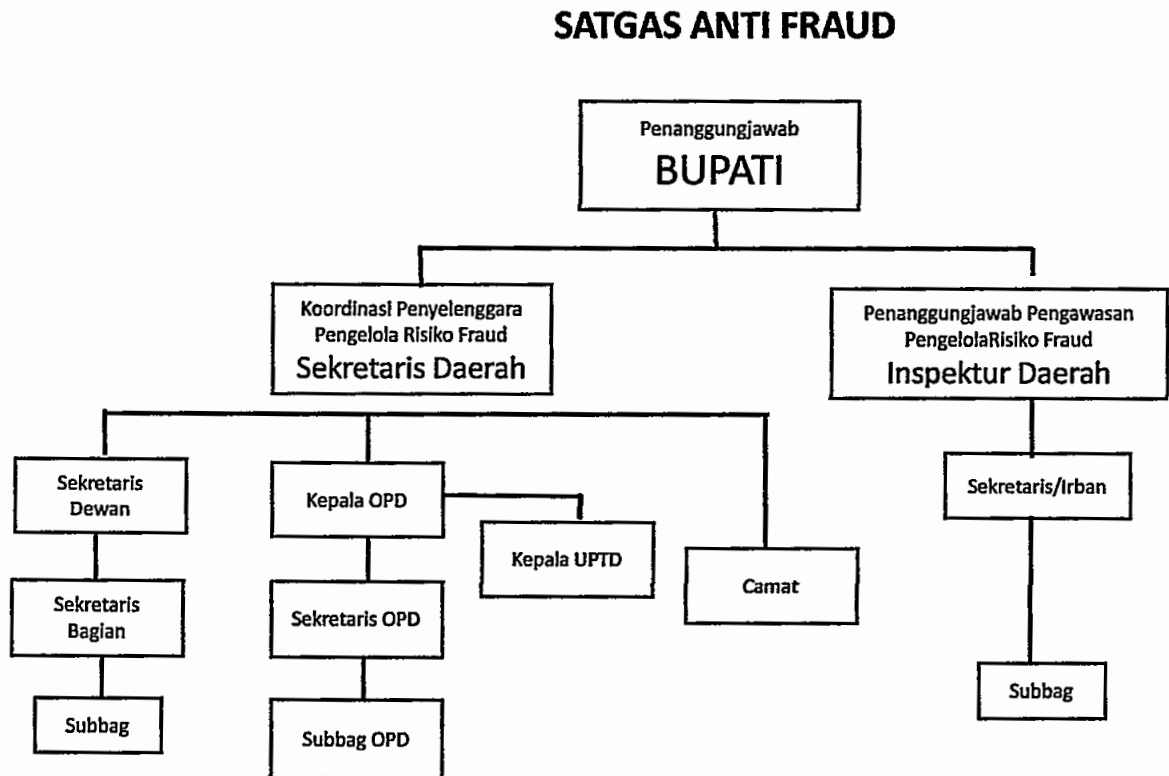 SATGAS ANTI FRAUD
Penanggungjawab
BUPATI
Koordinasi Penyelenggara
Pengelola Risiko Fraud
Sekretaris Daerah
Penanggungjawab Pengawasan
PengelolaRisiko Fraud
Inspektur Daerah
Sekretaris
Dewan
Kepala OPD
Kepala UPTD
Camat
Sekretaris/Irban
Sekretaris
Bagian
Sekretaris OPD
Subbag
Subbag OPD
Subbag